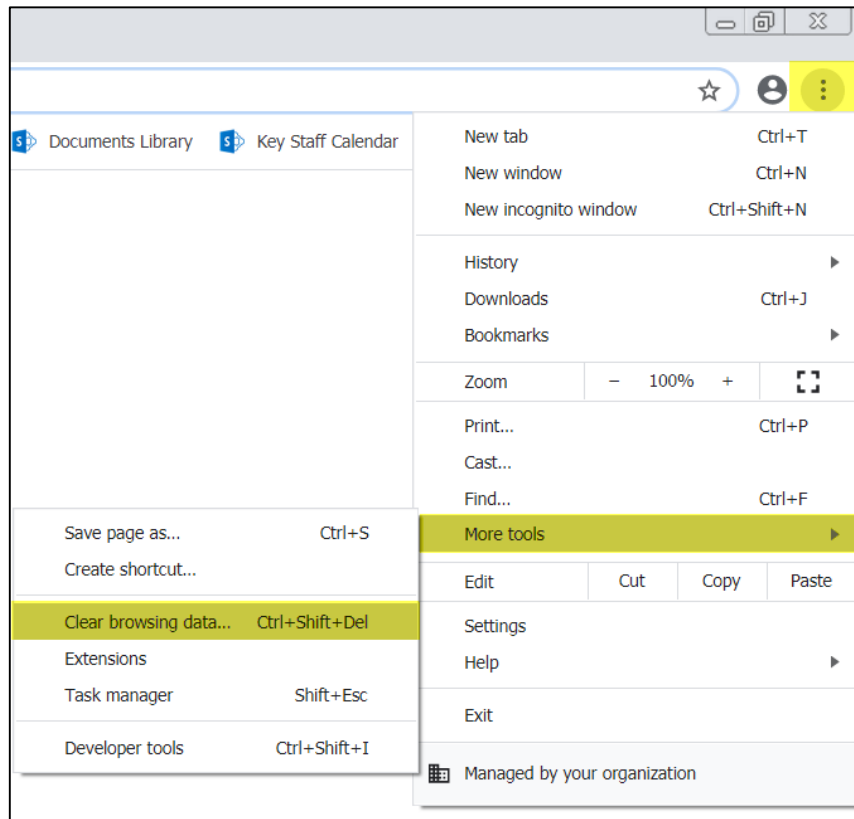 Documents Library Key Staff Calendar
New tab Ctrl+T
New window Ctrl+N
New incognito window Ctrl+Shift+N
History
Downloads Ctrl+J
Bookmarks
Zoom − 100% +
Print... Ctrl+P
Cast...
Find... Ctrl+F
More tools
Edit Cut Copy Paste
Settings
Help
Exit
Managed by your organization
Save page as... Ctrl+S
Create shortcut...
Clear browsing data... Ctrl+Shift+Del
Extensions
Task manager Shift+Esc
Developer tools Ctrl+Shift+I